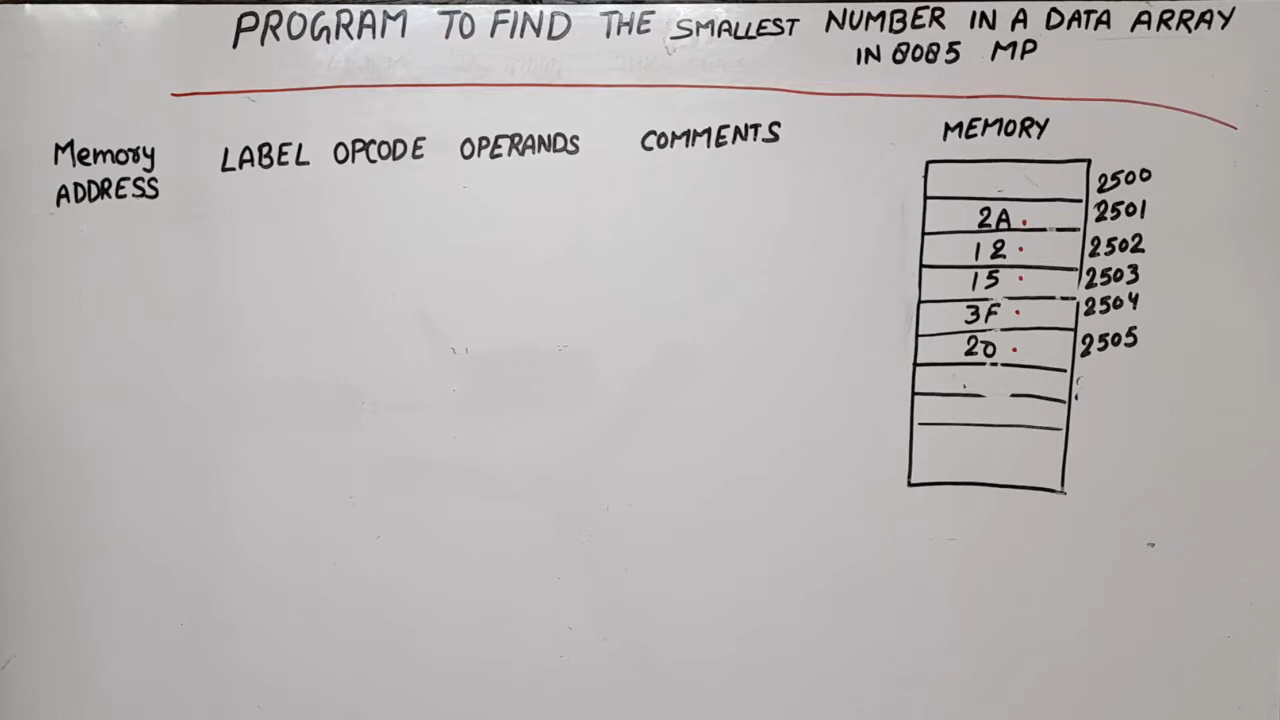 PROGRAM TO FIND THE SMALLEST NUMBER IN A DATA ARRAY
IN 8085 MP
Memory ADDRESS
LABEL OPCODE OPERANDS COMMENTS
MEMORY
2500
2A 2501
12 2502
15 2503
3F 2504
20 2505